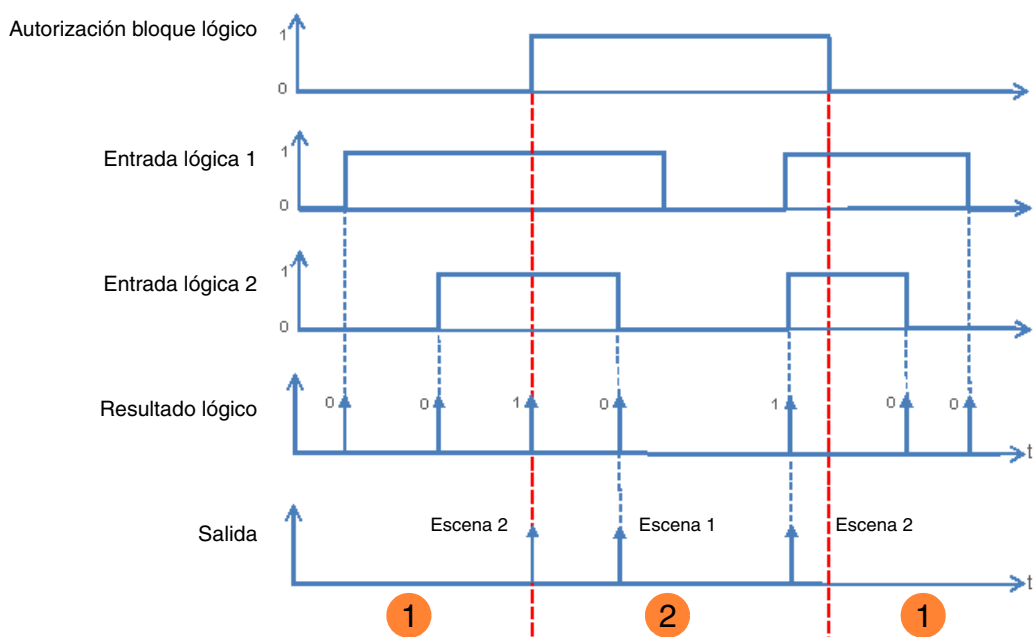 Autorización bloque lógico
1
0
Entrada lógica 1
1
0
Entrada lógica 2
1
0
Resultado lógico
0 0 1 0 1 0 0
t
Salida
Escena 2 Escena 1 Escena 2
t
1 2 1